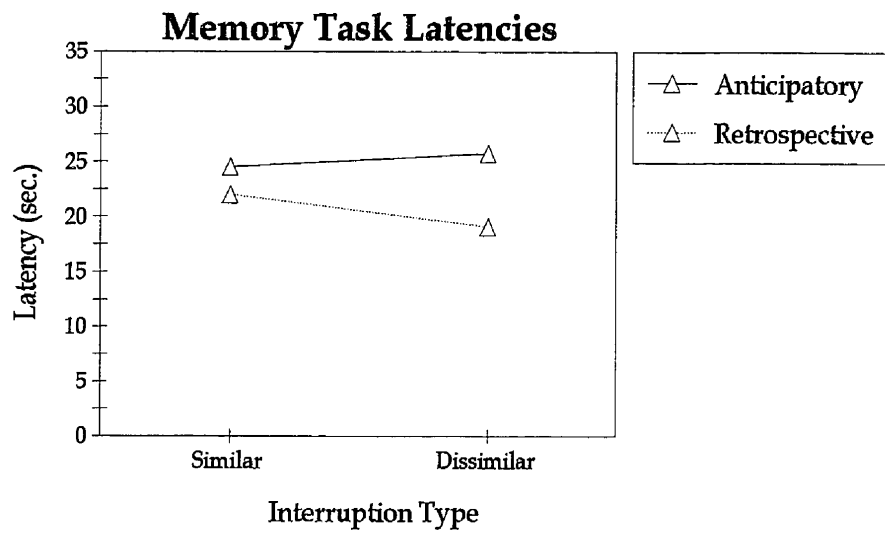 Memory Task Latencies
35
30
25
20
15
10
5
0
Latency (sec.)
Similar
Dissimilar
Interruption Type
Anticipatory
Retrospective